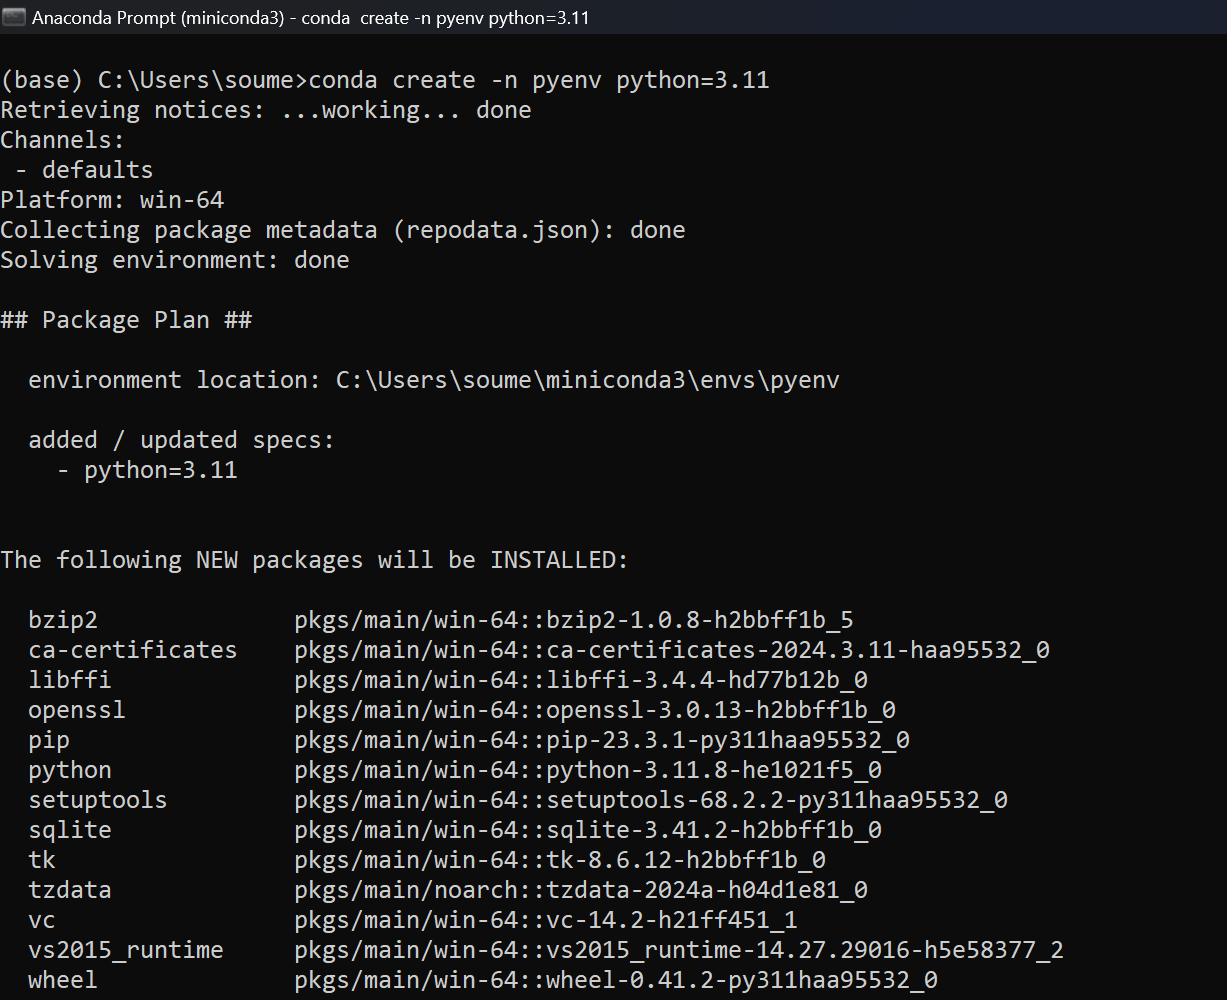 Anaconda Prompt (miniconda3) - conda  create -n pyenv python=3.11
(base) C:\Users\soume>conda create -n pyenv python=3.11
Retrieving notices: ...working... done
Channels:
 - defaults
Platform: win-64
Collecting package metadata (repodata.json): done
Solving environment: done
## Package Plan ##
  environment location: C:\Users\soume\miniconda3\envs\pyenv
  added / updated specs:
    - python=3.11
The following NEW packages will be INSTALLED:
  bzip2              pkgs/main/win-64::bzip2-1.0.8-h2bbff1b_5
  ca-certificates    pkgs/main/win-64::ca-certificates-2024.3.11-haa95532_0
  libffi             pkgs/main/win-64::libffi-3.4.4-hd77b12b_0
  openssl            pkgs/main/win-64::openssl-3.0.13-h2bbff1b_0
  pip                pkgs/main/win-64::pip-23.3.1-py311haa95532_0
  python             pkgs/main/win-64::python-3.11.8-he1021f5_0
  setuptools         pkgs/main/win-64::setuptools-68.2.2-py311haa95532_0
  sqlite             pkgs/main/win-64::sqlite-3.41.2-h2bbff1b_0
  tk                 pkgs/main/win-64::tk-8.6.12-h2bbff1b_0
  tzdata             pkgs/main/noarch::tzdata-2024a-h04d1e81_0
  vc                 pkgs/main/win-64::vc-14.2-h21ff451_1
  vs2015_runtime     pkgs/main/win-64::vs2015_runtime-14.27.29016-h5e58377_2
  wheel              pkgs/main/win-64::wheel-0.41.2-py311haa95532_0